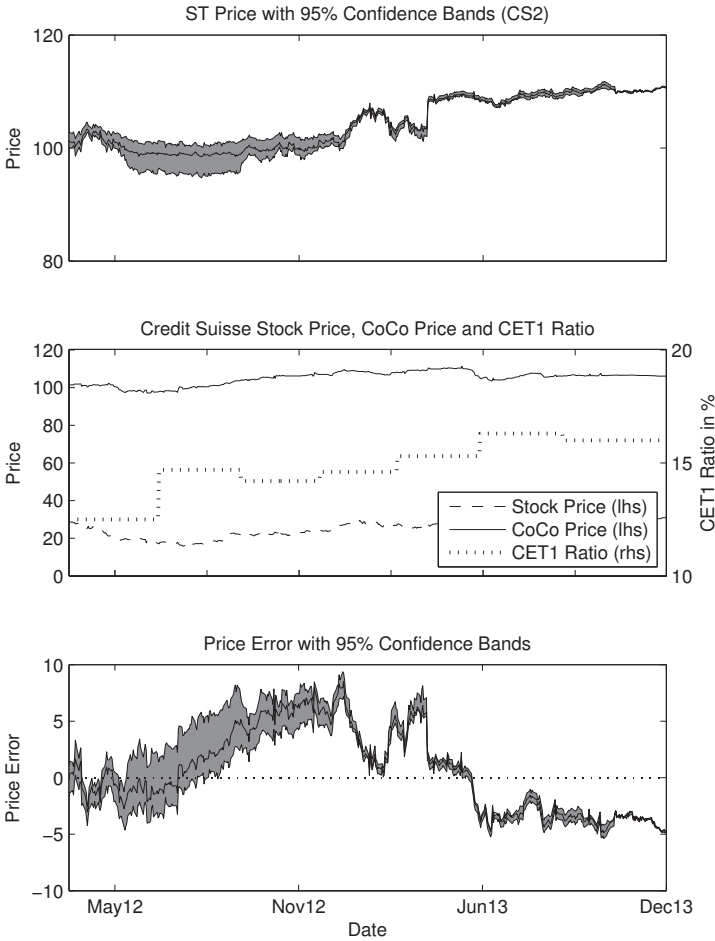 ST Price with 95% Confidence Bands (CS2)
120
100
80
Price
Credit Suisse Stock Price, CoCo Price and CET1 Ratio
120
100
80
60
40
20
0
Price
20
15
10
CET1 Ratio in %
Stock Price (lhs)
CoCo Price (lhs)
CET1 Ratio (rhs)
Price Error with 95% Confidence Bands
10
5
0
−5
−10
Price Error
May12 Nov12 Jun13 Dec13
Date